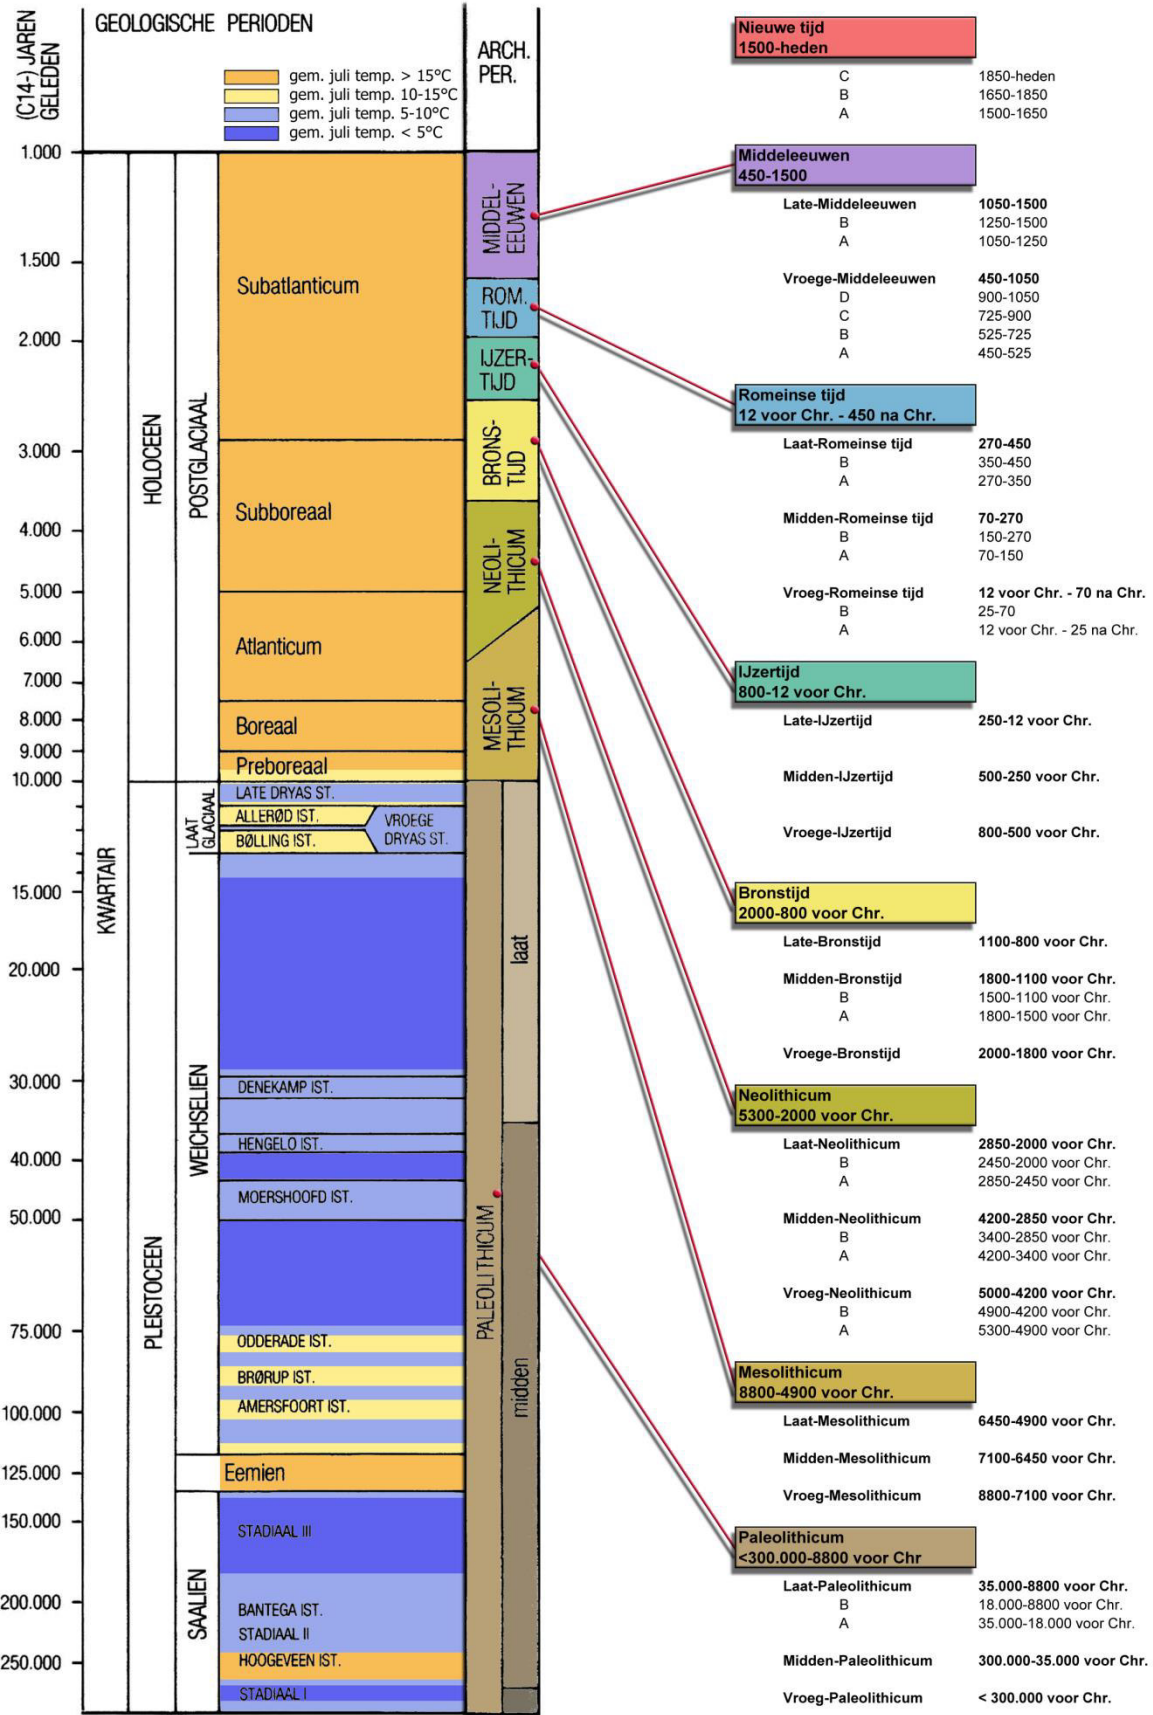 (C14-) JAREN
GELEDEN
GEOLOGISCHE PERIODEN
gem. juli temp. > 15°C
gem. juli temp. 10-15°C
gem. juli temp. 5-10°C
gem. juli temp. < 5°C
ARCH.
PER.
1.000
1.500
2.000
3.000
4.000
5.000
6.000
7.000
8.000
9.000
10.000
15.000
20.000
30.000
40.000
50.000
75.000
100.000
125.000
150.000
200.000
250.000
KWARTAIR
HOLOCEEN
PLEISTOCEEN
POSTGLACIAAL
LAAT
GLACIAAL
WEICHSELIEN
SAALIEN
Subatlanticum
Subboreaal
Atlanticum
Boreaal
Preboreaal
LATE DRYAS ST.
ALLERØD IST.
VROEGE
DRYAS ST.
BØLLING IST.
DENEKAMP IST.
HENGELO IST.
MOERSHOOFD IST.
ODDERADE IST.
BRØRUP IST.
AMERSFOORT IST.
Eemien
STADIAAL III
BANTEGA IST.
STADIAAL II
HOOGEVEEN IST.
STADIAAL I
MIDDEL-
EEUWEN
ROM.
TIJD
IJZER-
TIJD
BRONS-
TIJD
NEOLI-
THICUM
MESOLI-
THICUM
PALEOLITHICUM
laat
midden
Nieuwe tijd
1500-heden
C 1850-heden
B 1650-1850
A 1500-1650
Middeleeuwen
450-1500
Late-Middeleeuwen 1050-1500
B 1250-1500
A 1050-1250
Vroege-Middeleeuwen 450-1050
D 900-1050
C 725-900
B 525-725
A 450-525
Romeinse tijd
12 voor Chr. - 450 na Chr.
Laat-Romeinse tijd 270-450
B 350-450
A 270-350
Midden-Romeinse tijd 70-270
B 150-270
A 70-150
Vroeg-Romeinse tijd 12 voor Chr. - 70 na Chr.
B 25-70
A 12 voor Chr. - 25 na Chr.
IJzertijd
800-12 voor Chr.
Late-IJzertijd 250-12 voor Chr.
Midden-IJzertijd 500-250 voor Chr.
Vroege-IJzertijd 800-500 voor Chr.
Bronstijd
2000-800 voor Chr.
Late-Bronstijd 1100-800 voor Chr.
Midden-Bronstijd 1800-1100 voor Chr.
B 1500-1100 voor Chr.
A 1800-1500 voor Chr.
Vroege-Bronstijd 2000-1800 voor Chr.
Neolithicum
5300-2000 voor Chr.
Laat-Neolithicum 2850-2000 voor Chr.
B 2450-2000 voor Chr.
A 2850-2450 voor Chr.
Midden-Neolithicum 4200-2850 voor Chr.
B 3400-2850 voor Chr.
A 4200-3400 voor Chr.
Vroeg-Neolithicum 5000-4200 voor Chr.
B 4900-4200 voor Chr.
A 5300-4900 voor Chr.
Mesolithicum
8800-4900 voor Chr.
Laat-Mesolithicum 6450-4900 voor Chr.
Midden-Mesolithicum 7100-6450 voor Chr.
Vroeg-Mesolithicum 8800-7100 voor Chr.
Paleolithicum
<300.000-8800 voor Chr
Laat-Paleolithicum 35.000-8800 voor Chr.
B 18.000-8800 voor Chr.
A 35.000-18.000 voor Chr.
Midden-Paleolithicum 300.000-35.000 voor Chr.
Vroeg-Paleolithicum < 300.000 voor Chr.